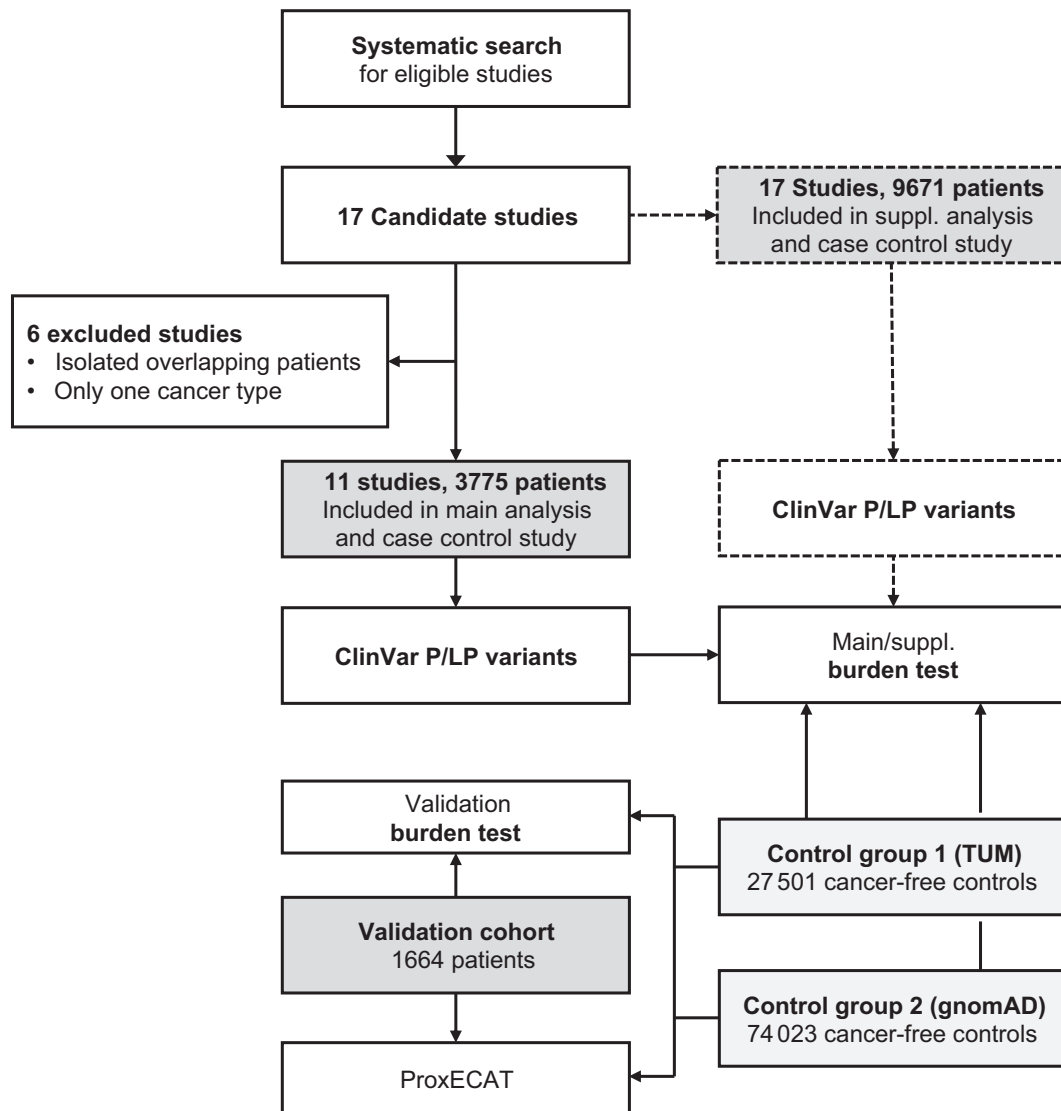 Systematic search
for eligible studies
17 Candidate studies
17 Studies, 9671 patients
Included in suppl. analysis
and case control study
6 excluded studies
• Isolated overlapping patients
• Only one cancer type
11 studies, 3775 patients
Included in main analysis
and case control study
ClinVar P/LP variants
ClinVar P/LP variants
Main/suppl.
burden test
Validation
burden test
Control group 1 (TUM)
27 501 cancer-free controls
Validation cohort
1664 patients
Control group 2 (gnomAD)
74 023 cancer-free controls
ProxECAT